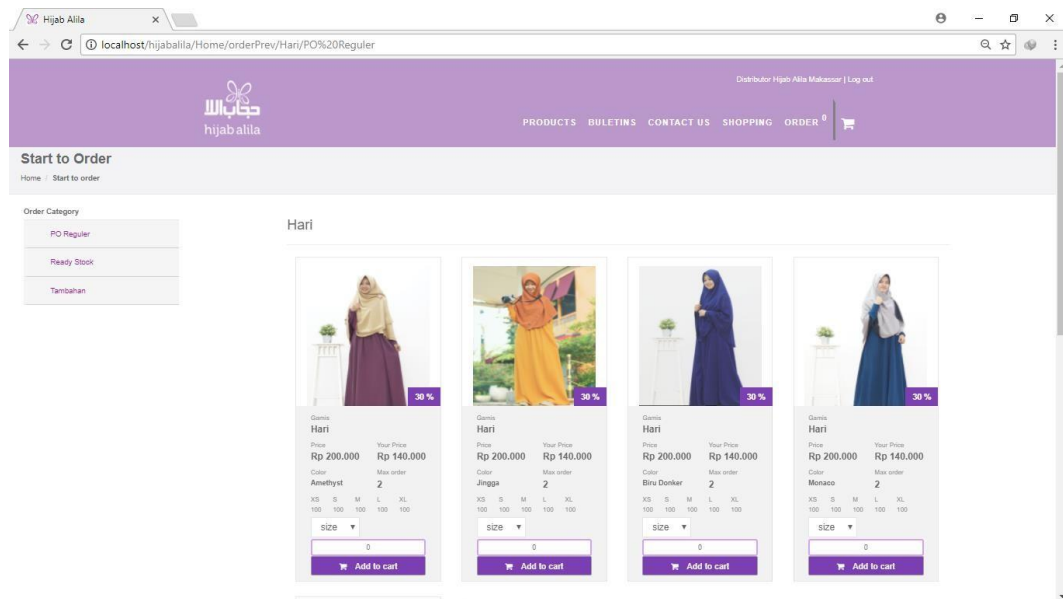 Hijab Alila
localhost/hijabalila/Home/orderPrev/Hari/PO%20Reguler
Distributor Hijab Alila Makassar | Log out
حجاب اللا
hijab alila
PRODUCTS BULETINS CONTACT US SHOPPING ORDER 0
Start to Order
Home / Start to order
Order Category
PO Reguler
Ready Stock
Tambahan
Hari
30 %
Gamis
Hari
Price Your Price
Rp 200.000 Rp 140.000
Color Max order
Amethyst 2
XS S M L XL
100 100 100 100 100
size
0
Add to cart
30 %
Gamis
Hari
Price Your Price
Rp 200.000 Rp 140.000
Color Max order
Jingga 2
XS S M L XL
100 100 100 100 100
size
0
Add to cart
30 %
Gamis
Hari
Price Your Price
Rp 200.000 Rp 140.000
Color Max order
Biru Donker 2
XS S M L XL
100 100 100 100 100
size
0
Add to cart
30 %
Gamis
Hari
Price Your Price
Rp 200.000 Rp 140.000
Color Max order
Monaco 2
XS S M L XL
100 100 100 100 100
size
0
Add to cart